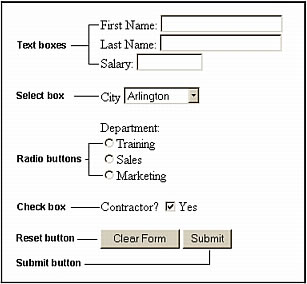 First Name:
Text boxes Last Name:
Salary:
Select box City Arlington
Department:
Training
Radio buttons Sales
Marketing
Check box Contractor? Yes
Reset button Clear Form Submit
Submit button